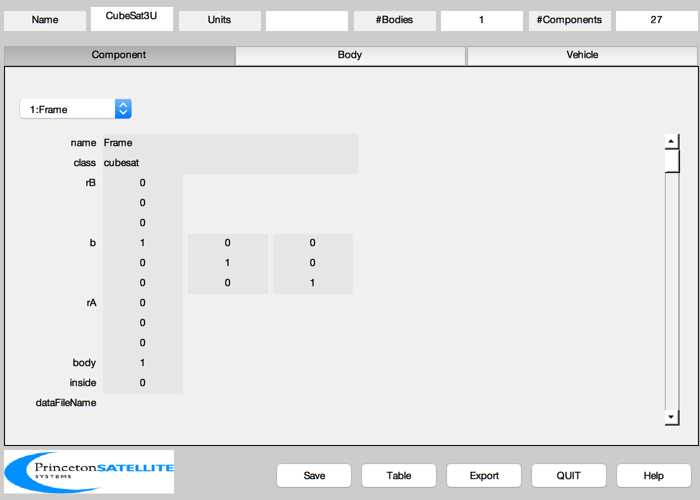 Name CubeSat3U Units #Bodies 1 #Components 27
Component Body Vehicle
1:Frame
name Frame
class cubesat
rB 0
0
0
b 1 0 0
0 1 0
0 0 1
rA 0
0
0
body 1
inside 0
dataFileName
PrincetonSATELLITE
SYSTEMS
Save Table Export QUIT Help